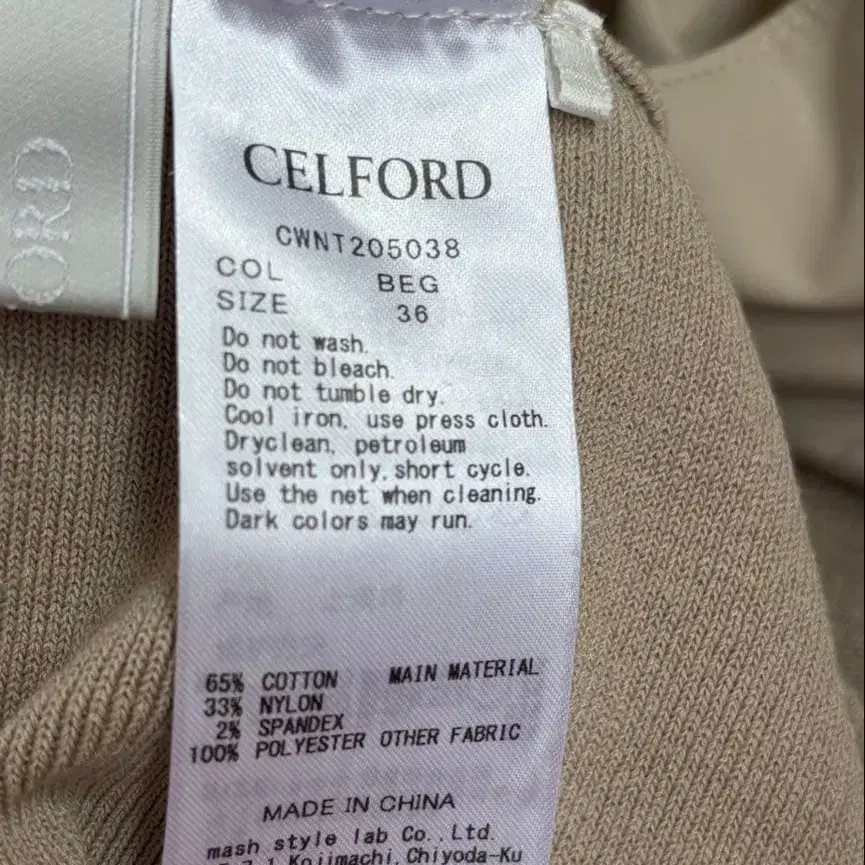 ORD
CELFORD
CWNT205038
COL BEG
SIZE 36
Do not wash.
Do not bleach.
Do not tumble dry.
Cool iron, use press cloth.
Dryclean, petroleum
solvent only, short cycle.
Use the net when cleaning.
Dark colors may run.
65% COTTON MAIN MATERIAL
33% NYLON
2% SPANDEX
100% POLYESTER OTHER FABRIC
MADE IN CHINA
mash style lab Co.,Ltd.
Kojimachi, Chiyoda-Ku